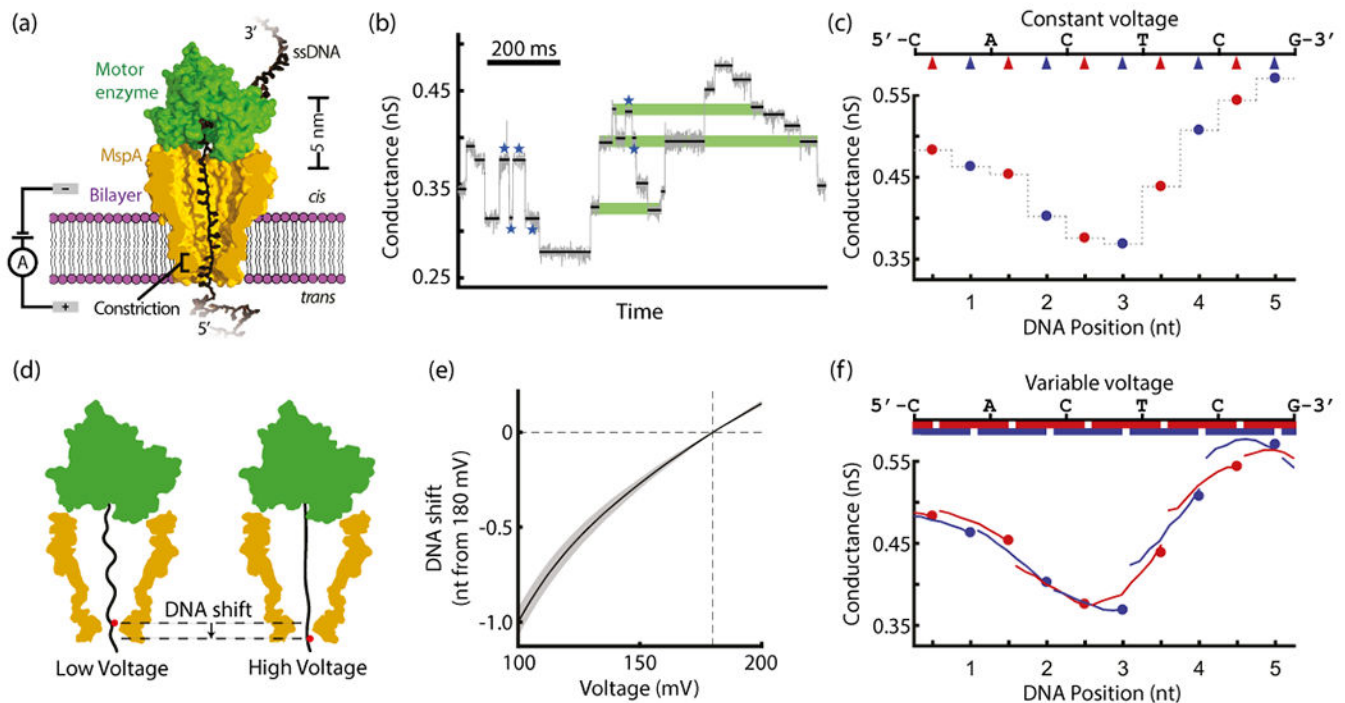 (a)
3′
ssDNA
Motor
enzyme
5 nm
MspA
Bilayer
cis
−
A
+
Constriction
trans
5′
(b)
200 ms
Conductance (nS)
0.45
0.35
0.25
Time
(c)
Constant voltage
5′-C A C T C G-3′
Conductance (nS)
0.55
0.45
0.35
1 2 3 4 5
DNA Position (nt)
(d)
DNA shift
Low Voltage
High Voltage
(e)
DNA shift
(nt from 180 mV)
0
-0.5
-1.0
100 150 200
Voltage (mV)
(f)
Variable voltage
5′-C A C T C G-3′
Conductance (nS)
0.55
0.45
0.35
1 2 3 4 5
DNA Position (nt)